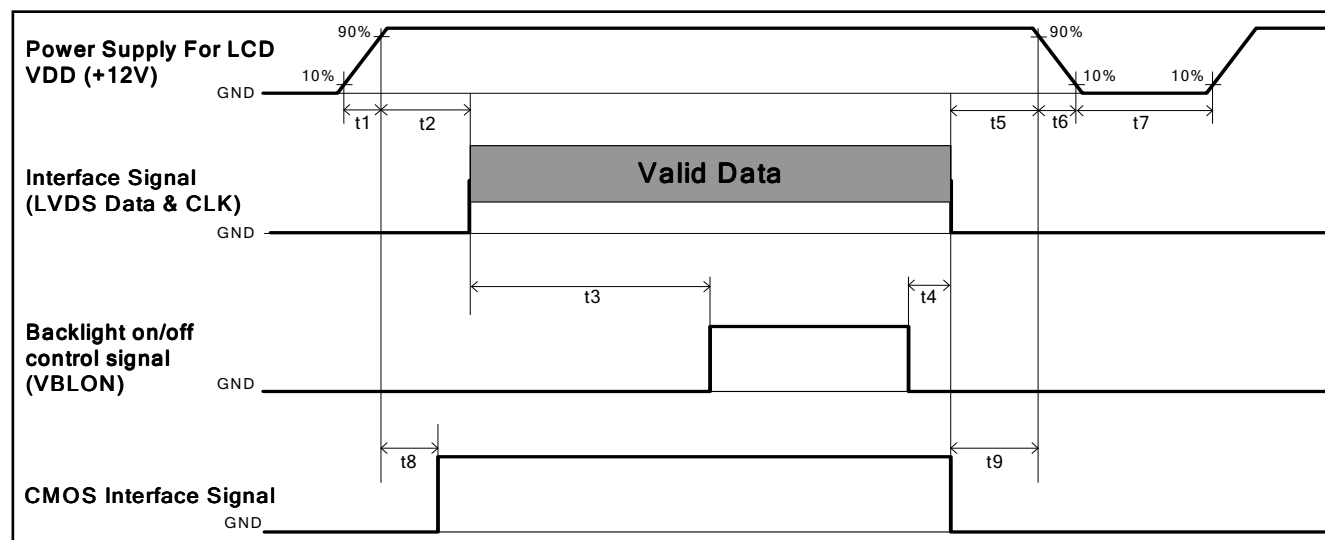 Power Supply For LCD
VDD (+12V)
90%
10%
GND
t1
t2
t5
t6
t7
90%
10%
10%
Interface Signal
(LVDS Data & CLK)
Valid Data
GND
t3
t4
Backlight on/off
control signal
(VBLON)
GND
t8
t9
CMOS Interface Signal
GND